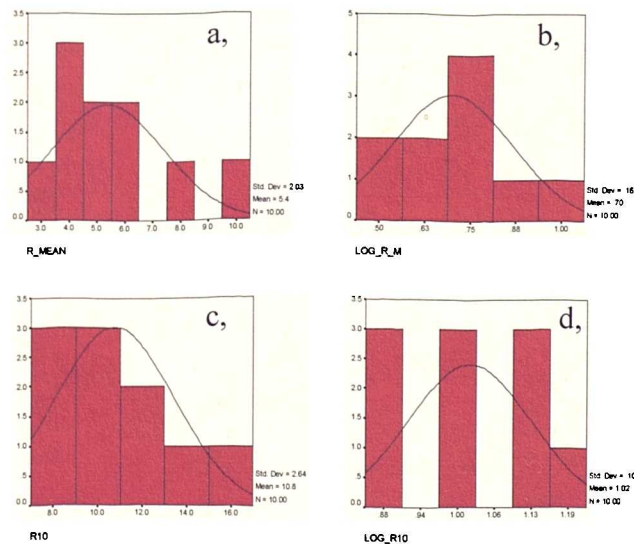 a,
3.5
3.0
2.5
2.0
1.5
1.0
.5
0.0
3.0 4.0 5.0 6.0 7.0 8.0 9.0 10.0
Std. Dev = 2.03
Mean = 5.4
N = 10.00
R_MEAN
b,
5
4
3
2
1
0
.50 .63 .75 .88 1.00
Std. Dev = .16
Mean = .70
N = 10.00
LOG_R_M
c,
3.5
3.0
2.5
2.0
1.5
1.0
.5
0.0
8.0 10.0 12.0 14.0 16.0
Std. Dev = 2.64
Mean = 10.8
N = 10.00
R10
d,
3.5
3.0
2.5
2.0
1.5
1.0
.5
0.0
.88 .94 1.00 1.06 1.13 1.19
Std. Dev = .10
Mean = 1.02
N = 10.00
LOG_R10